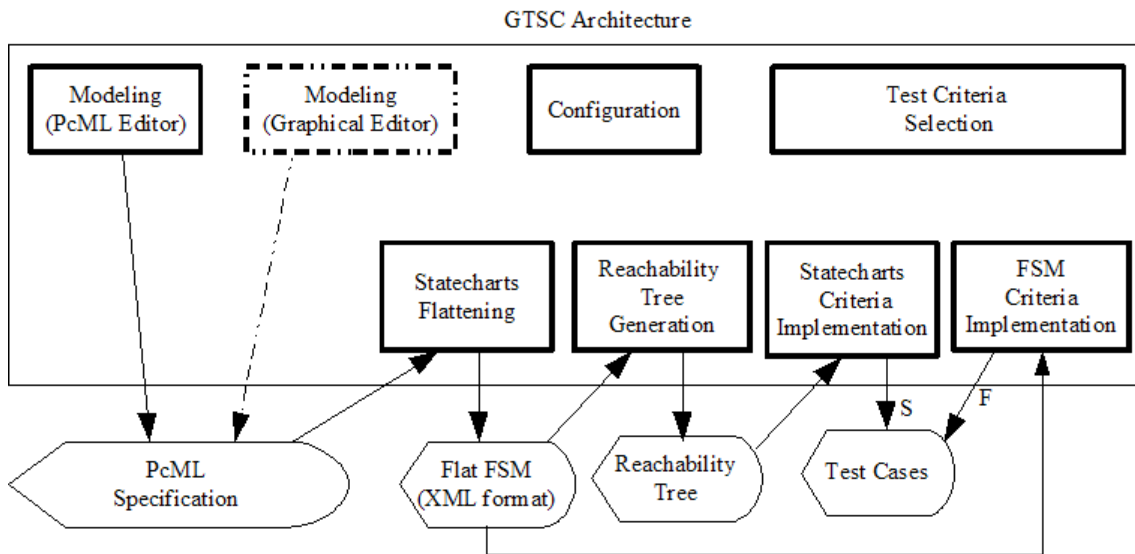 GTSC Architecture
Modeling
(PcML Editor)
Modeling
(Graphical Editor)
Configuration
Test Criteria
Selection
Statecharts
Flattening
Reachability
Tree
Generation
Statecharts
Criteria
Implementation
FSM
Criteria
Implementation
S
F
PcML
Specification
Flat FSM
(XML format)
Reachability
Tree
Test Cases